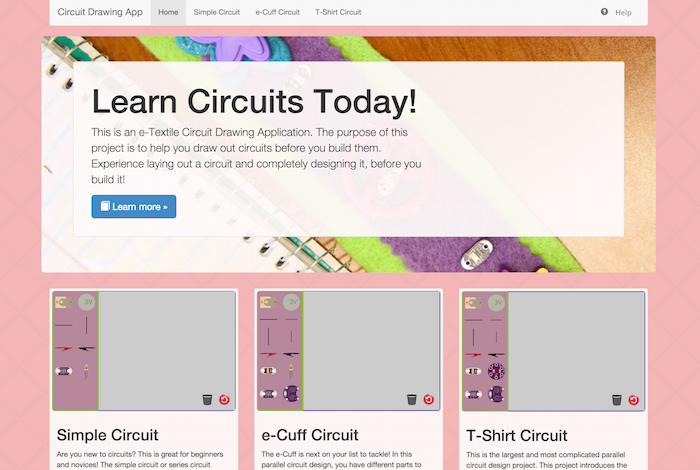 Circuit Drawing App Home Simple Circuit e-Cuff Circuit T-Shirt Circuit Help
Learn Circuits Today!
This is an e-Textile Circuit Drawing Application. The purpose of this
project is to help you draw out circuits before you build them.
Experience laying out a circuit and completely designing it, before you
build it!
Learn more »
3V
3V
3V
Simple Circuit
Are you new to circuits? This is great for beginners
and novices! The simple circuit or series circuit
e-Cuff Circuit
The e-Cuff is next on your list to tackle! In this
parallel circuit design, you have different parts to
T-Shirt Circuit
This is the largest and most complicated parallel
circuit design project. This project introduces the